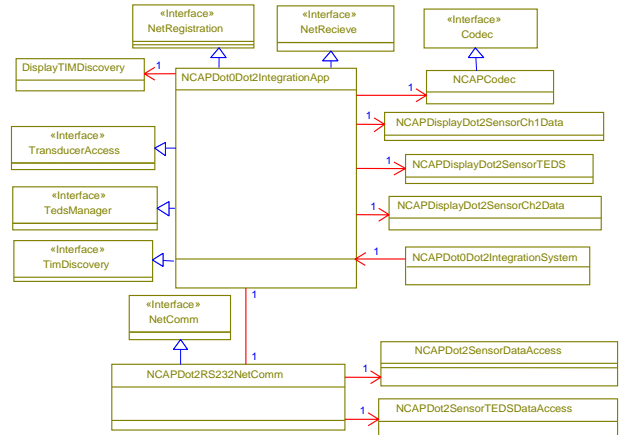 «Interface»
NetRegistration
«Interface»
NetRecieve
«Interface»
Codec
DisplayTIMDiscovery
1
NCAPDot0Dot2IntegrationApp
1
NCAPCodec
1
NCAPDisplayDot2SensorCh1Data
«Interface»
TransducerAccess
1
NCAPDisplayDot2SensorTEDS
«Interface»
TedsManager
1
NCAPDisplayDot2SensorCh2Data
«Interface»
TimDiscovery
1
NCAPDot0Dot2IntegrationSystem
1
«Interface»
NetComm
1
NCAPDot2RS232NetComm
1
NCAPDot2SensorDataAccess
1
NCAPDot2SensorTEDSDataAccess